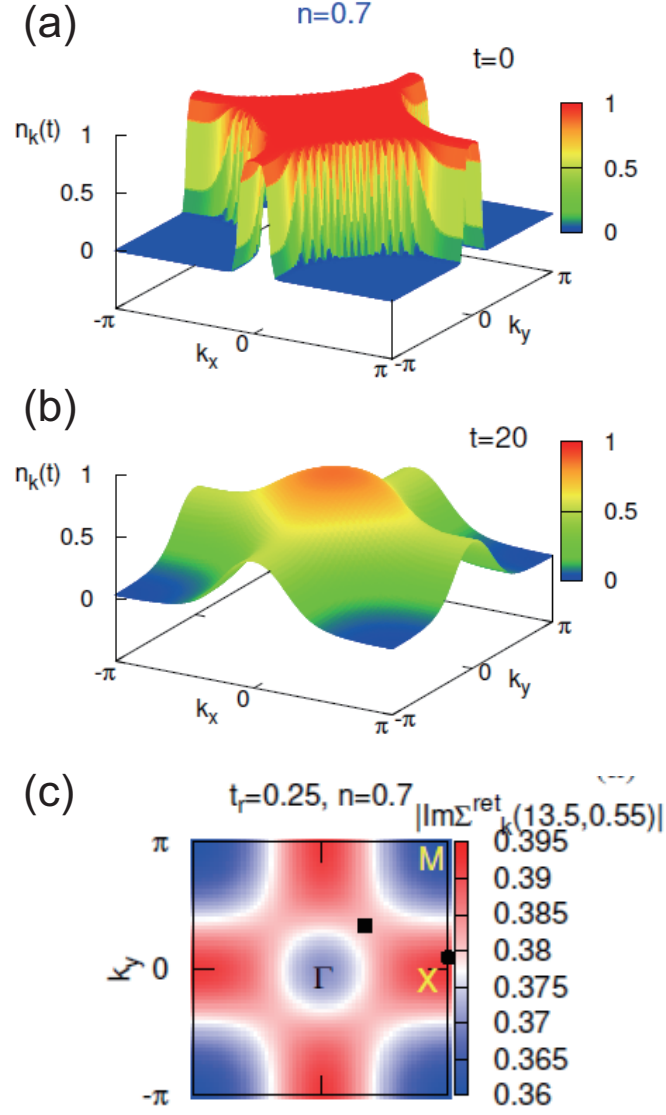 (a)
n=0.7
t=0
n_k(t)
1
0.5
0
1
0.5
0
-π
k_x
0
π
-π
0
k_y
π
(b)
t=20
n_k(t)
1
0.5
0
1
0.5
0
-π
k_x
0
π
-π
0
k_y
π
(c)
t_r=0.25, n=0.7
|ImΣ^ret_k(13.5,0.55)|
π
k_y
0
-π
M
Γ
X
0.395
0.39
0.385
0.38
0.375
0.37
0.365
0.36